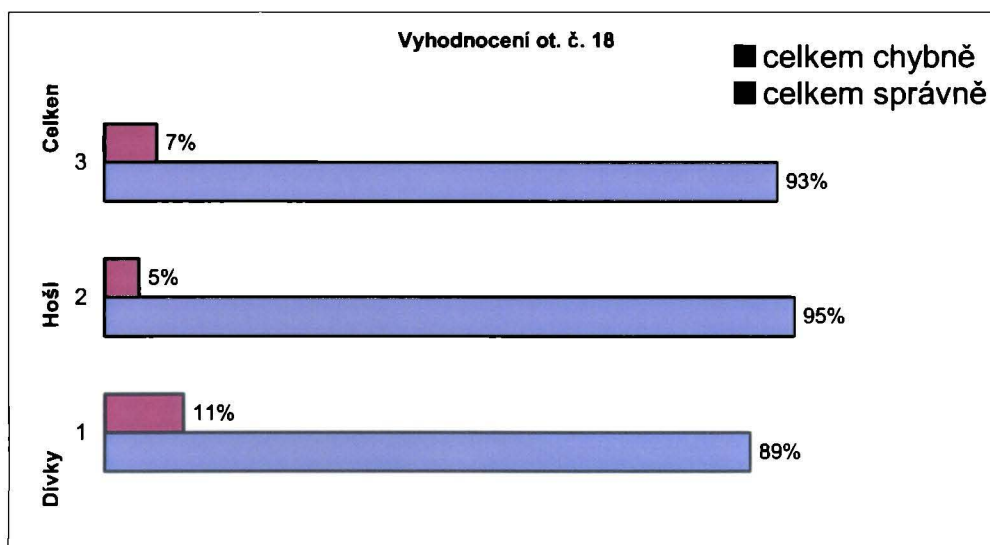 Vyhodnocení ot. č. 18
celkem chybně
celkem správně
Celken
3
7%
93%
Hoši
2
5%
95%
Dívky
1
11%
89%